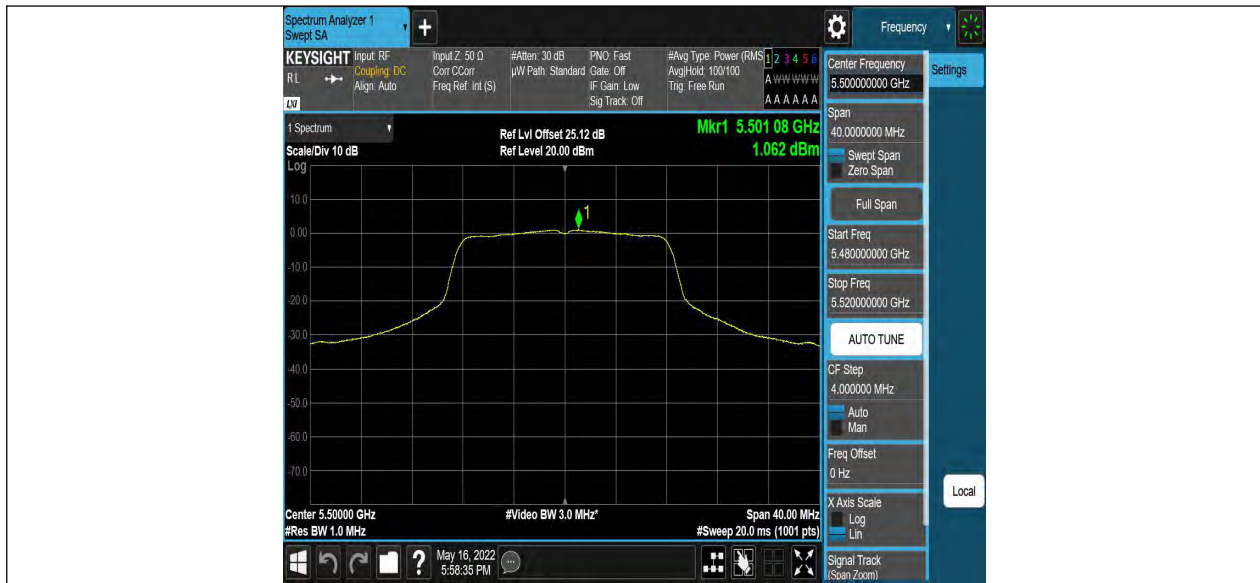 Spectrum Analyzer 1
Swept SA
+
Frequency
KEYSIGHT
Input: RF
Coupling: DC
Align: Auto
Input Z: 50 Ω
Corr CCorr
Freq Ref: Int (S)
#Atten: 30 dB
µW Path: Standard
PNO: Fast
Gate: Off
IF Gain: Low
Sig Track: Off
#Avg Type: Power (RMS
Avg|Hold: 100/100
Trig: Free Run
1 2 3 4 5 6
A W W W W W
A A A A A A
RL
LXI
1 Spectrum
Scale/Div 10 dB
Ref Lvl Offset 25.12 dB
Ref Level 20.00 dBm
Mkr1 5.501 08 GHz
1.062 dBm
Log
10.0
0.00
-10.0
-20.0
-30.0
-40.0
-50.0
-60.0
-70.0
1
Center 5.50000 GHz
#Res BW 1.0 MHz
#Video BW 3.0 MHz*
Span 40.00 MHz
#Sweep 20.0 ms (1001 pts)
Center Frequency
5.500000000 GHz
Settings
Span
40.0000000 MHz
Swept Span
Zero Span
Full Span
Start Freq
5.480000000 GHz
Stop Freq
5.520000000 GHz
AUTO TUNE
CF Step
4.000000 MHz
Auto
Man
Freq Offset
0 Hz
X Axis Scale
Log
Lin
Signal Track
(Span Zoom)
Local
?
May 16, 2022
5:58:35 PM